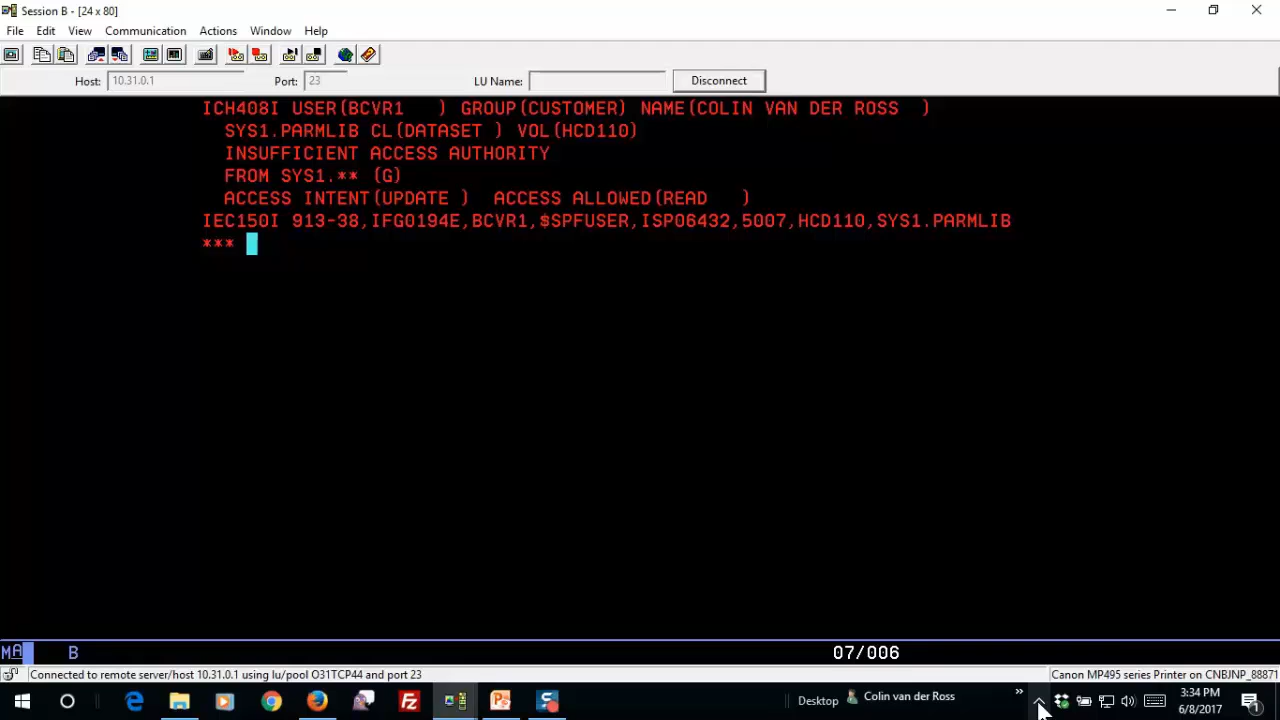 Session B - [24 x 80]
File Edit View Communication Actions Window Help
Host: 10.31.0.1 Port: 23 LU Name: Disconnect
ICH408I USER(BCVR1   ) GROUP(CUSTOMER) NAME(COLIN VAN DER ROSS  )
SYS1.PARMLIB CL(DATASET ) VOL(HCD110)
INSUFFICIENT ACCESS AUTHORITY
FROM SYS1.** (G)
ACCESS INTENT(UPDATE )  ACCESS ALLOWED(READ   )
IEC150I 913-38,IFG0194E,BCVR1,$SPFUSER,ISP06432,5007,HCD110,SYS1.PARMLIB
***
MA B 07/006
Connected to remote server/host 10.31.0.1 using lu/pool O31TCP44 and port 23 Canon MP495 series Printer on CNBJNP_88871
Desktop Colin van der Ross » 3:34 PM
6/8/2017 1